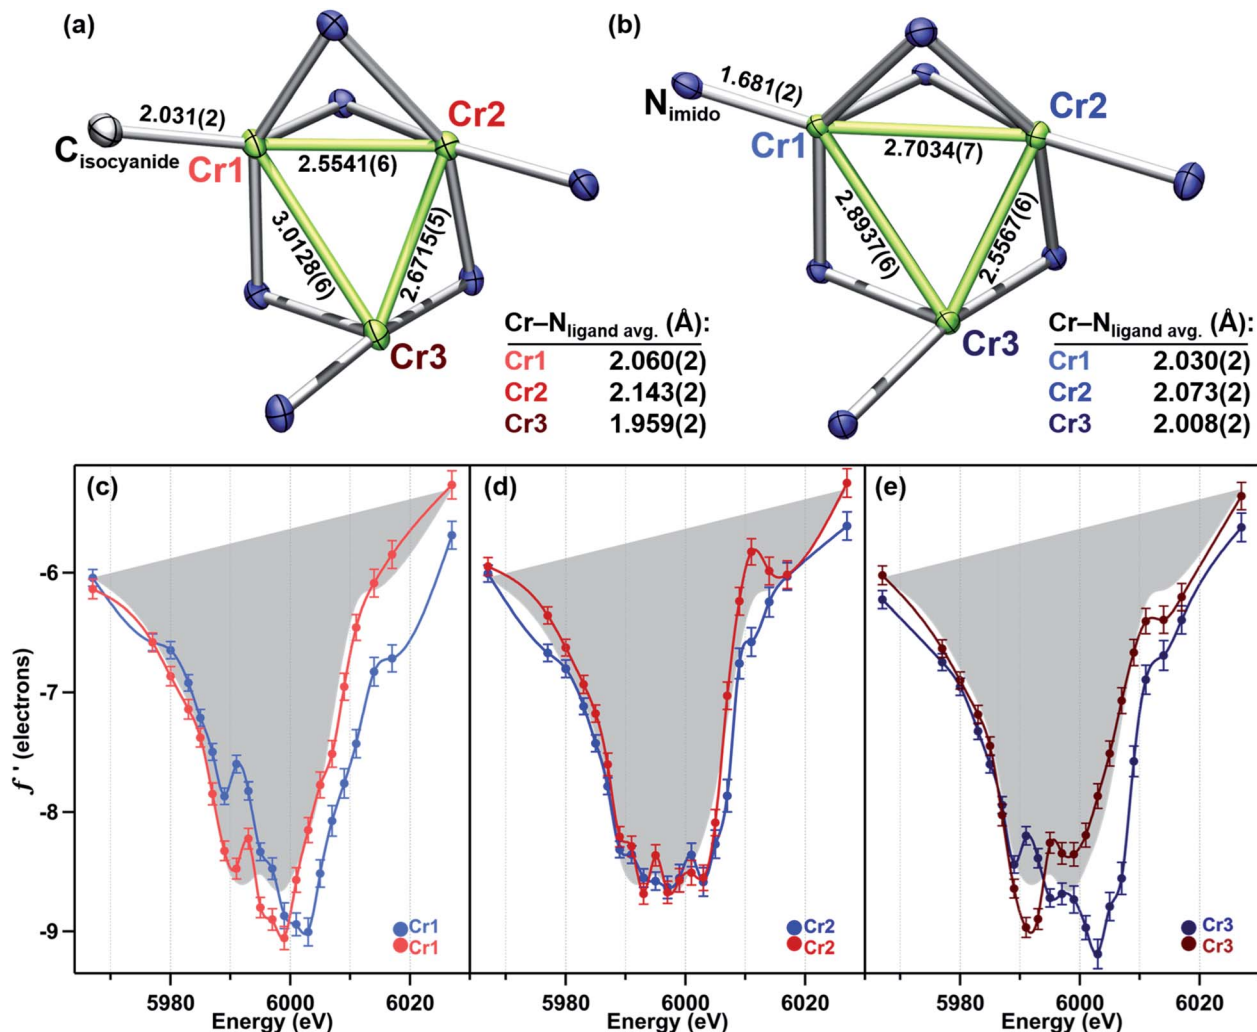 (a)
2.031(2)
C isocyanide
Cr1
Cr2
2.5541(6)
3.0128(6)
2.6715(5)
Cr3
Cr–N ligand avg. (Å):
Cr1 2.060(2)
Cr2 2.143(2)
Cr3 1.959(2)
(b)
1.681(2)
N imido
Cr1
Cr2
2.7034(7)
2.8937(6)
2.5567(6)
Cr3
Cr–N ligand avg. (Å):
Cr1 2.030(2)
Cr2 2.073(2)
Cr3 2.008(2)
f ' (electrons)
-6
-7
-8
-9
(c)
Cr1
Cr1
5980 6000 6020
Energy (eV)
(d)
Cr2
Cr2
5980 6000 6020
Energy (eV)
(e)
Cr3
Cr3
5980 6000 6020
Energy (eV)